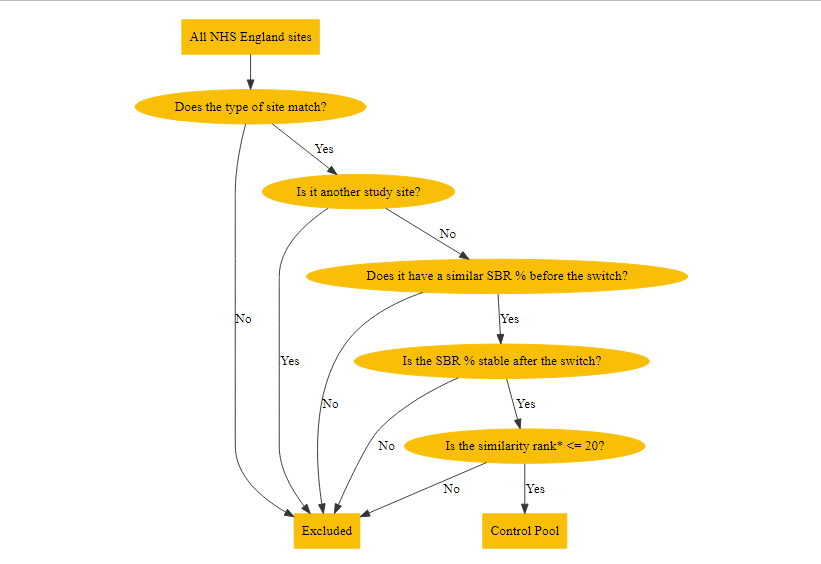 All NHS England sites
Does the type of site match?
Yes
Is it another study site?
No
Does it have a similar SBR % before the switch?
No
Yes
Yes
Is the SBR % stable after the switch?
No
Yes
No
Is the similarity rank* <= 20?
No
Yes
Excluded
Control Pool